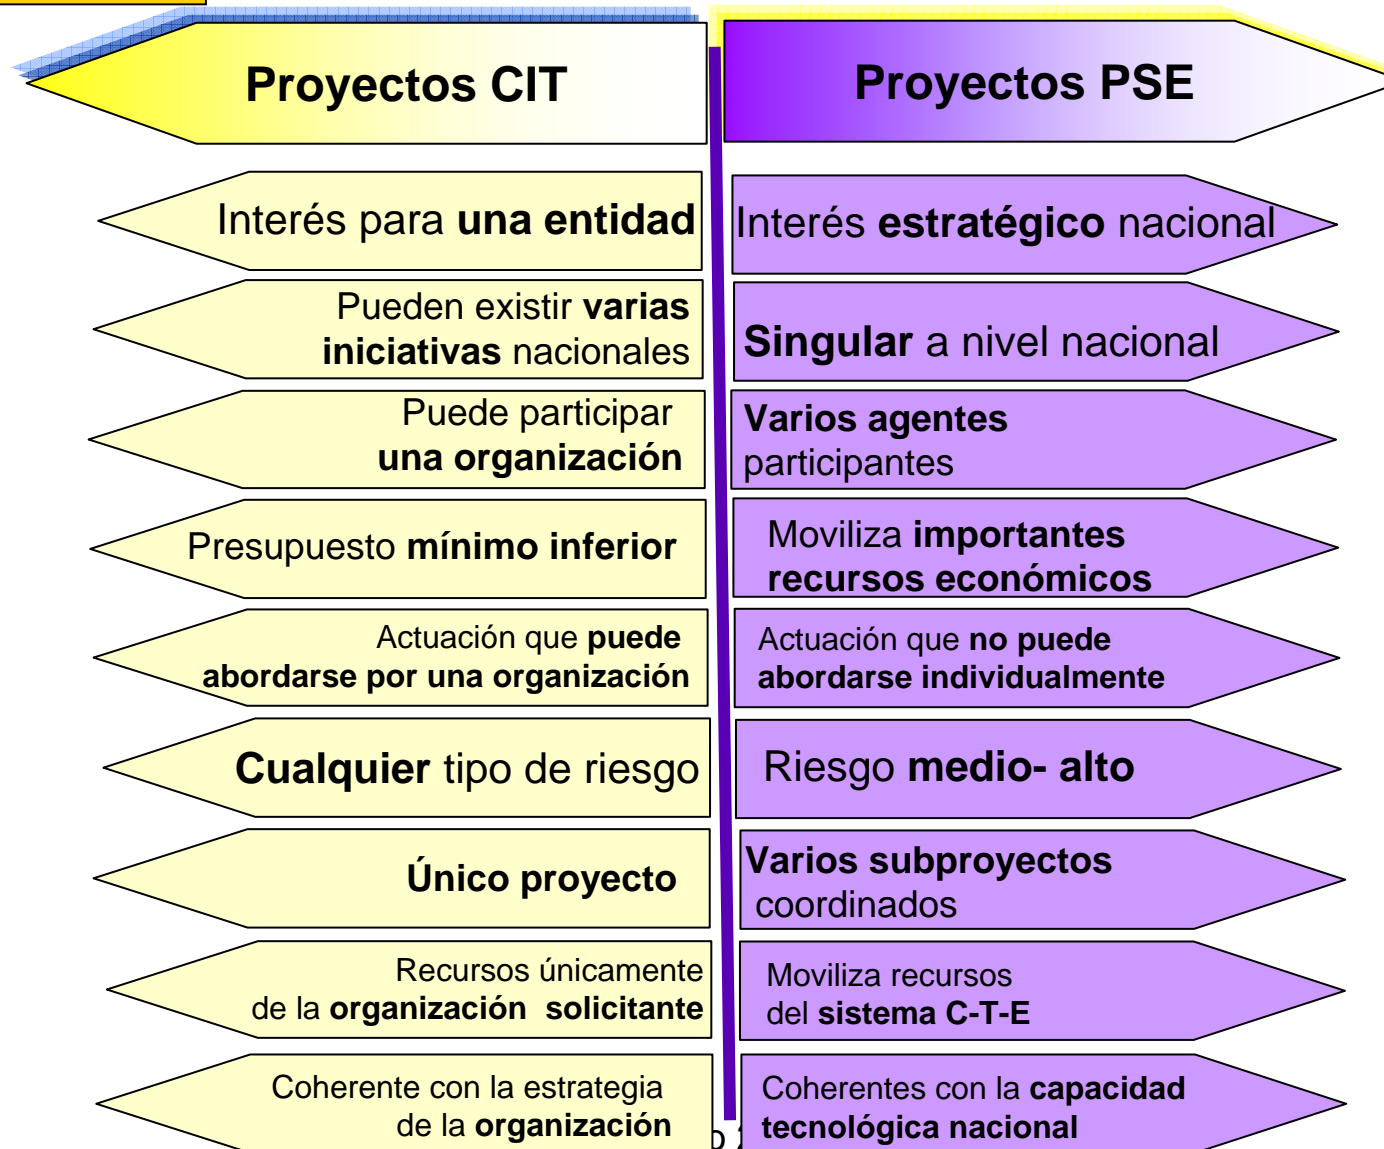 Proyectos CIT
Proyectos PSE
Interés para una entidad
Interés estratégico nacional
Pueden existir varias
iniciativas nacionales
Singular a nivel nacional
Puede participar
una organización
Varios agentes
participantes
Presupuesto mínimo inferior
Moviliza importantes
recursos económicos
Actuación que puede
abordarse por una organización
Actuación que no puede
abordarse individualmente
Cualquier tipo de riesgo
Riesgo medio- alto
Único proyecto
Varios subproyectos
coordinados
Recursos únicamente
de la organización solicitante
Moviliza recursos
del sistema C-T-E
Coherente con la estrategia
de la organización
Coherentes con la capacidad
tecnológica nacional